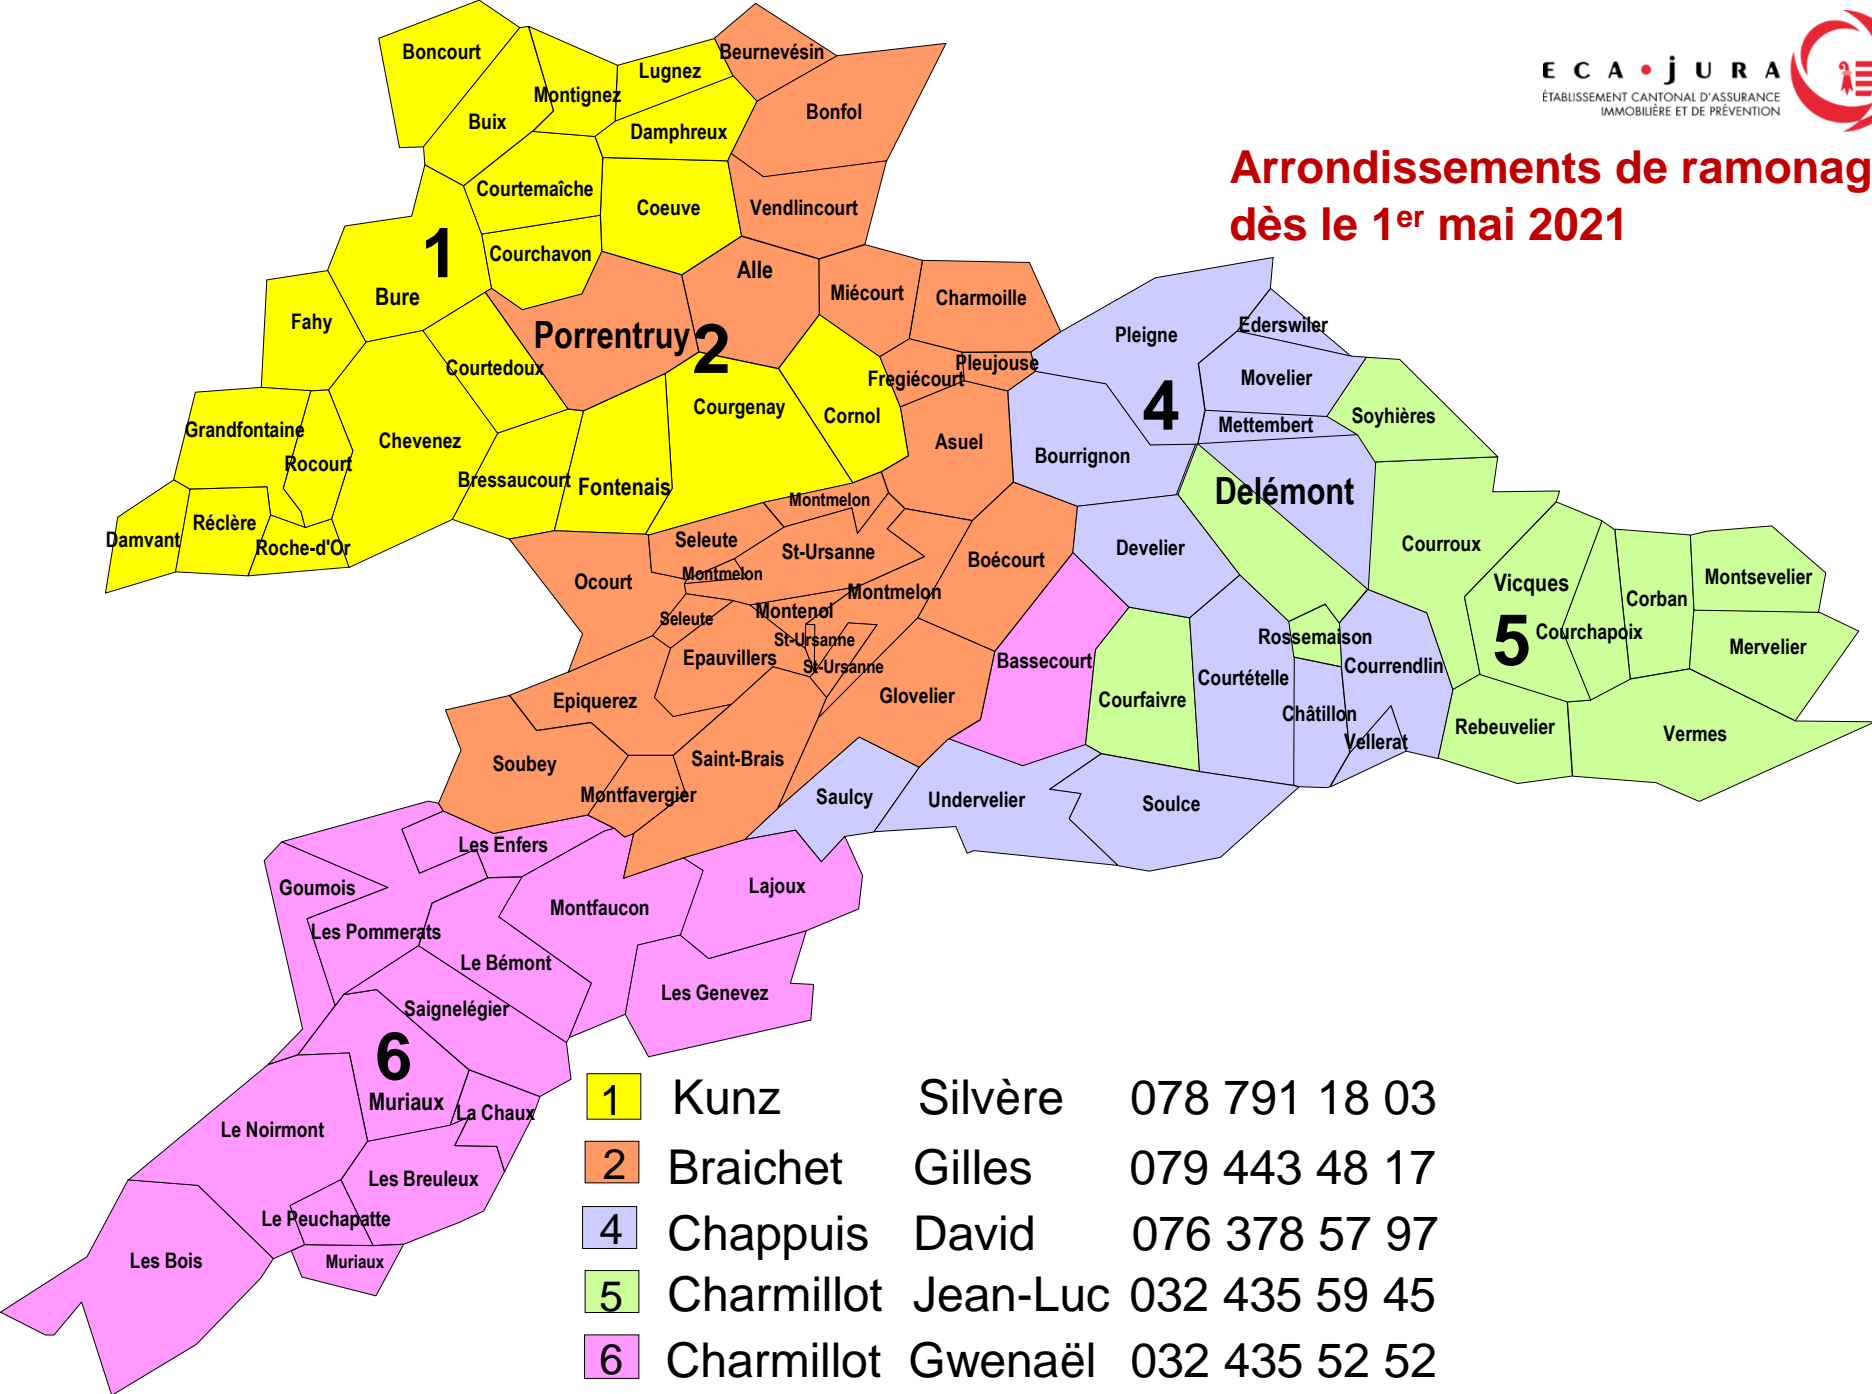 ECA•jURA
ÉTABLISSEMENT CANTONAL D'ASSURANCE
IMMOBILIÈRE ET DE PRÉVENTION
Arrondissements de ramonag
dès le 1er mai 2021
Boncourt
Beurnevésin
Lugnez
Montignez
Bonfol
Buix
Damphreux
Courtemaîche
Coeuve
Vendlincourt
1
Courchavon
Alle
Bure
Miécourt
Charmoille
Fahy
Porrentruy
2
Pleigne
Ederswiler
Courtedoux
Fregiécourt
Pleujouse
Movelier
4
Courgenay
Cornol
Soyhières
Grandfontaine
Chevenez
Asuel
Mettembert
Rocourt
Bourrignon
Bressaucourt
Fontenais
Delémont
Montmelon
Réclère
Damvant
Roche-d'Or
Seleute
St-Ursanne
Boécourt
Develier
Courroux
Ocourt
Montmelon
Montmelon
Vicques
Montsevelier
Corban
Seleute
Montenol
St-Ursanne
Rossemaison
5
Courchapoix
Mervelier
Epauvillers
St-Ursanne
Bassecourt
Courrendlin
Courtételle
Epiquerez
Glovelier
Courfaivre
Châtillon
Vellerat
Rebeuvelier
Vermes
Soubey
Saint-Brais
Montfavergier
Saulcy
Undervelier
Soulce
Les Enfers
Goumois
Lajoux
Montfaucon
Les Pommerats
Le Bémont
Les Genevez
Saignelégier
6
Muriaux
La Chaux
Le Noirmont
Les Breuleux
Le Peuchapatte
Les Bois
Muriaux
1 Kunz Silvère 078 791 18 03
2 Braichet Gilles 079 443 48 17
4 Chappuis David 076 378 57 97
5 Charmillot Jean-Luc 032 435 59 45
6 Charmillot Gwenaël 032 435 52 52